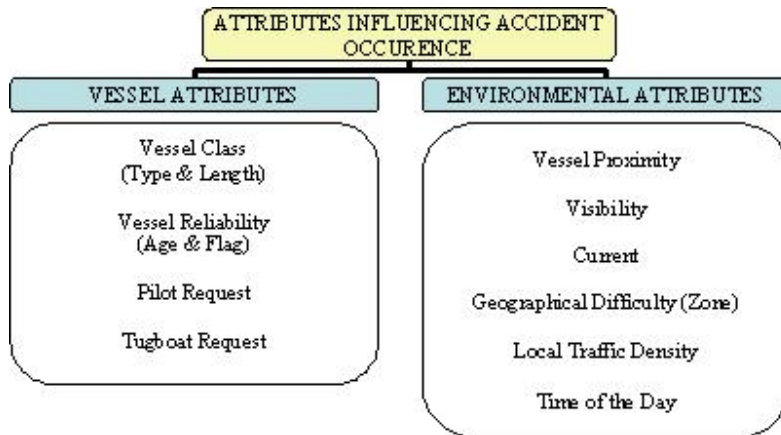 ATTRIBUTES INFLUENCING ACCIDENT
OCCURENCE
VESSEL ATTRIBUTES
Vessel Class
(Type & Length)
Vessel Reliability
(Age & Flag)
Pilot Request
Tugboat Request
ENVIRONMENTAL ATTRIBUTES
Vessel Proximity
Visibility
Current
Geographical Difficulty (Zone)
Local Traffic Density
Time of the Day